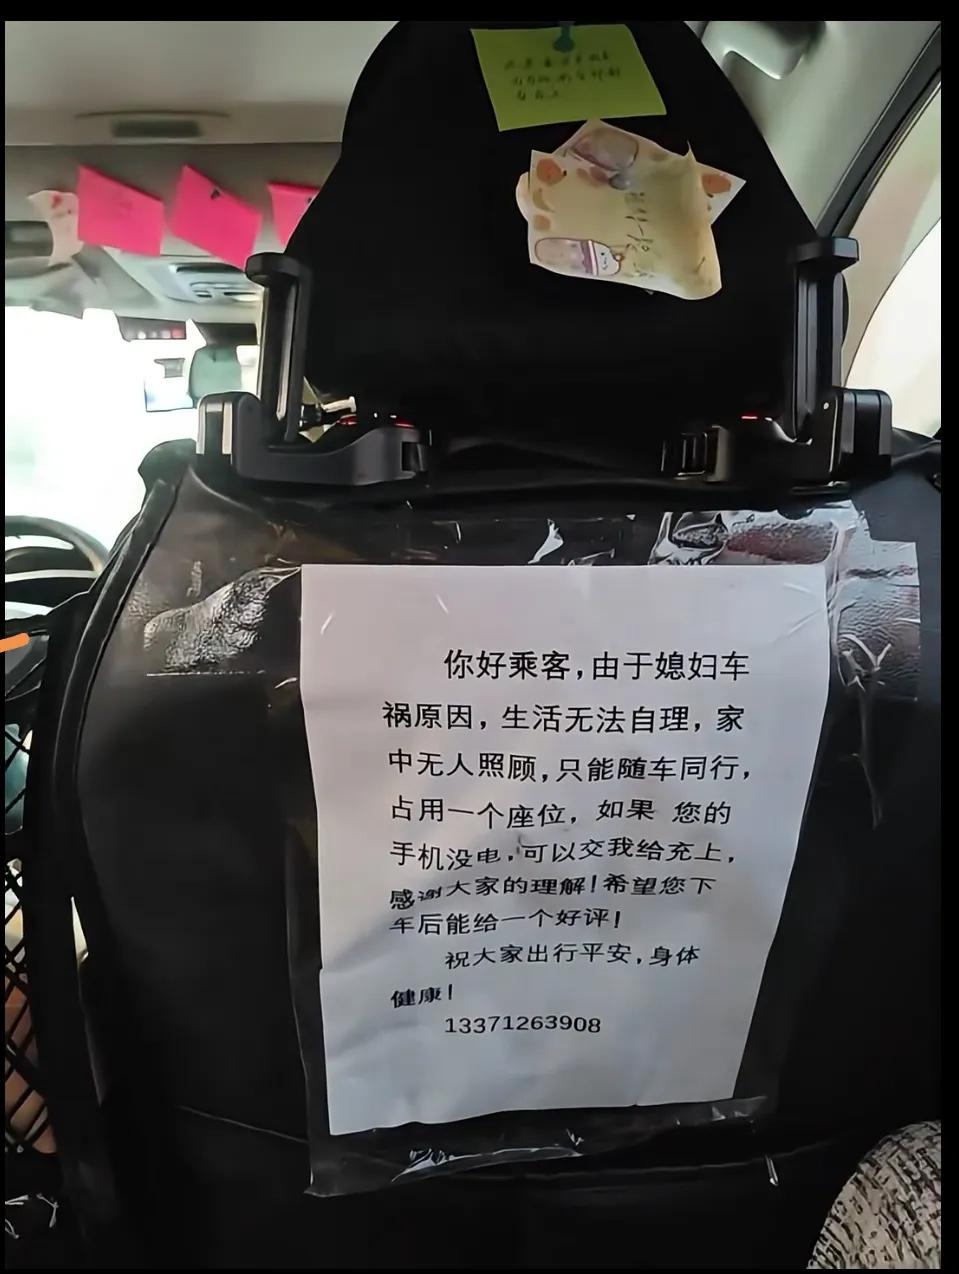 你好乘客,由于媳妇车
祸原因，生活无法自理，家
中无人照顾,只能随车同行，
占用一个座位，如果 您的
手机没电,可以交我给充上，
感谢大家的理解!希望您下
车后能给一个好评!
祝大家出行平安,身体
健康!
13371263908